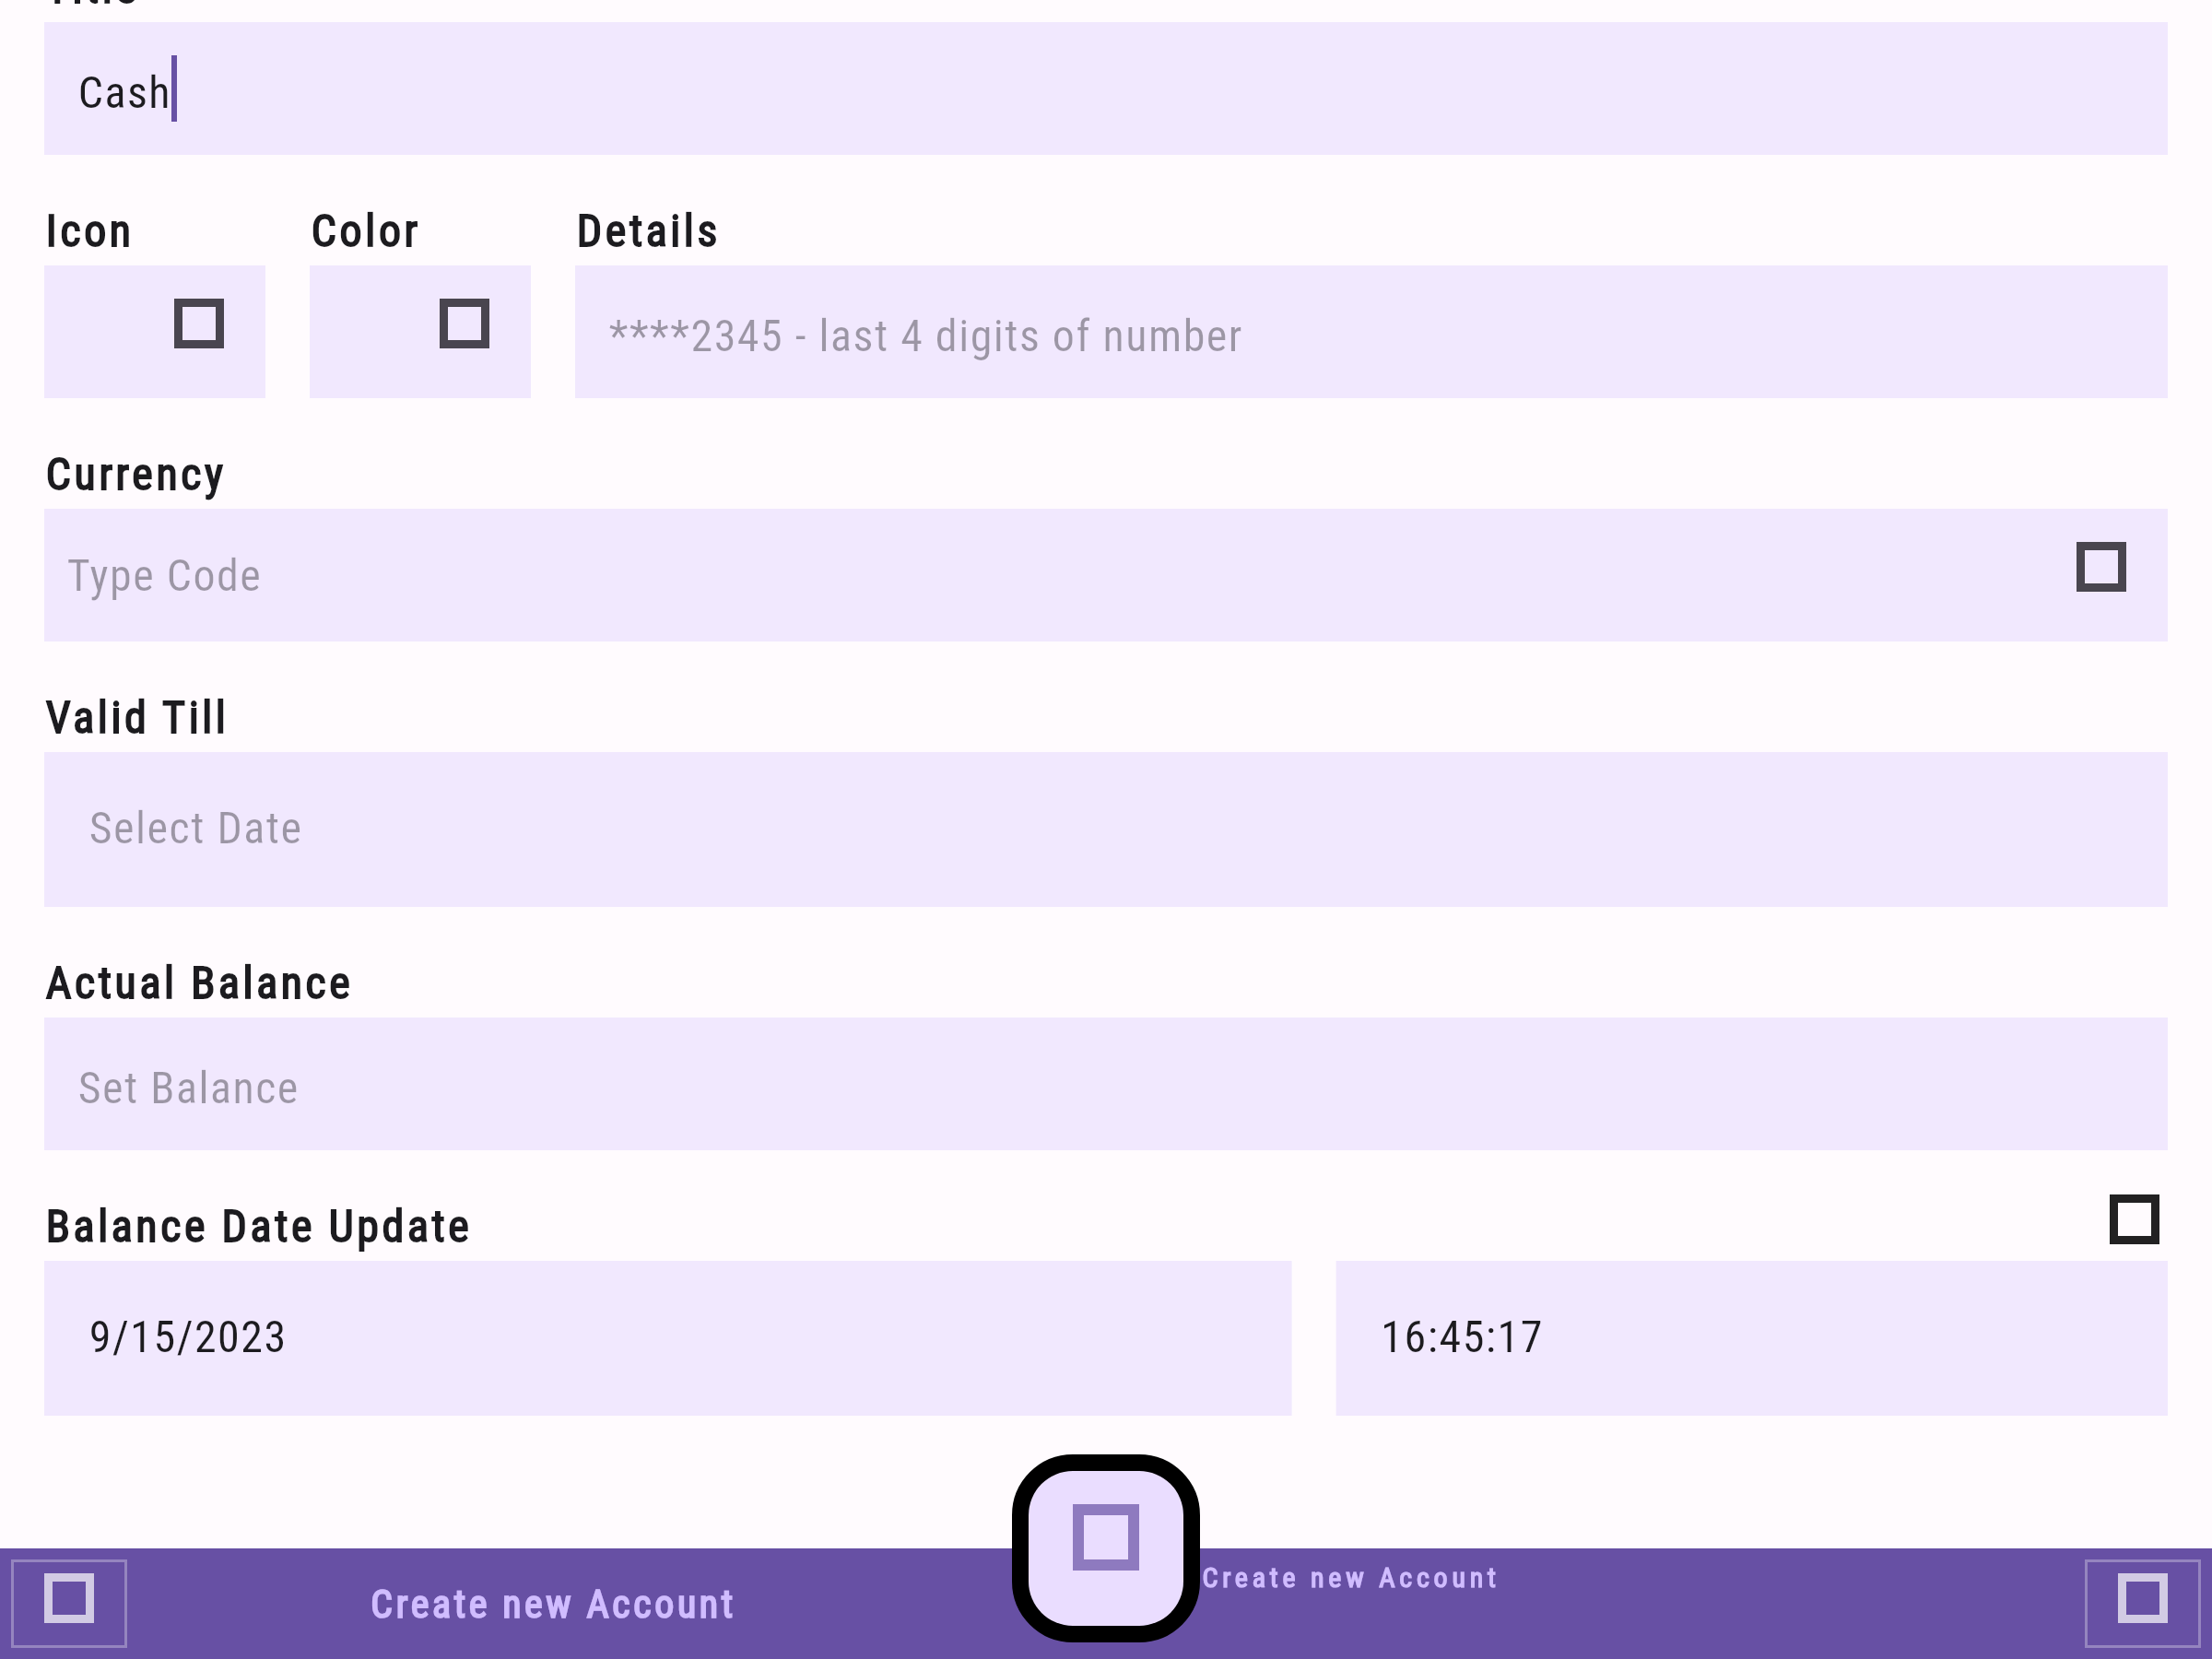 Title
Cash
Icon Color Details
****2345 - last 4 digits of number
Currency
Type Code
Valid Till
Select Date
Actual Balance
Set Balance
Balance Date Update
9/15/2023 16:45:17
Create new Account
Create new Account